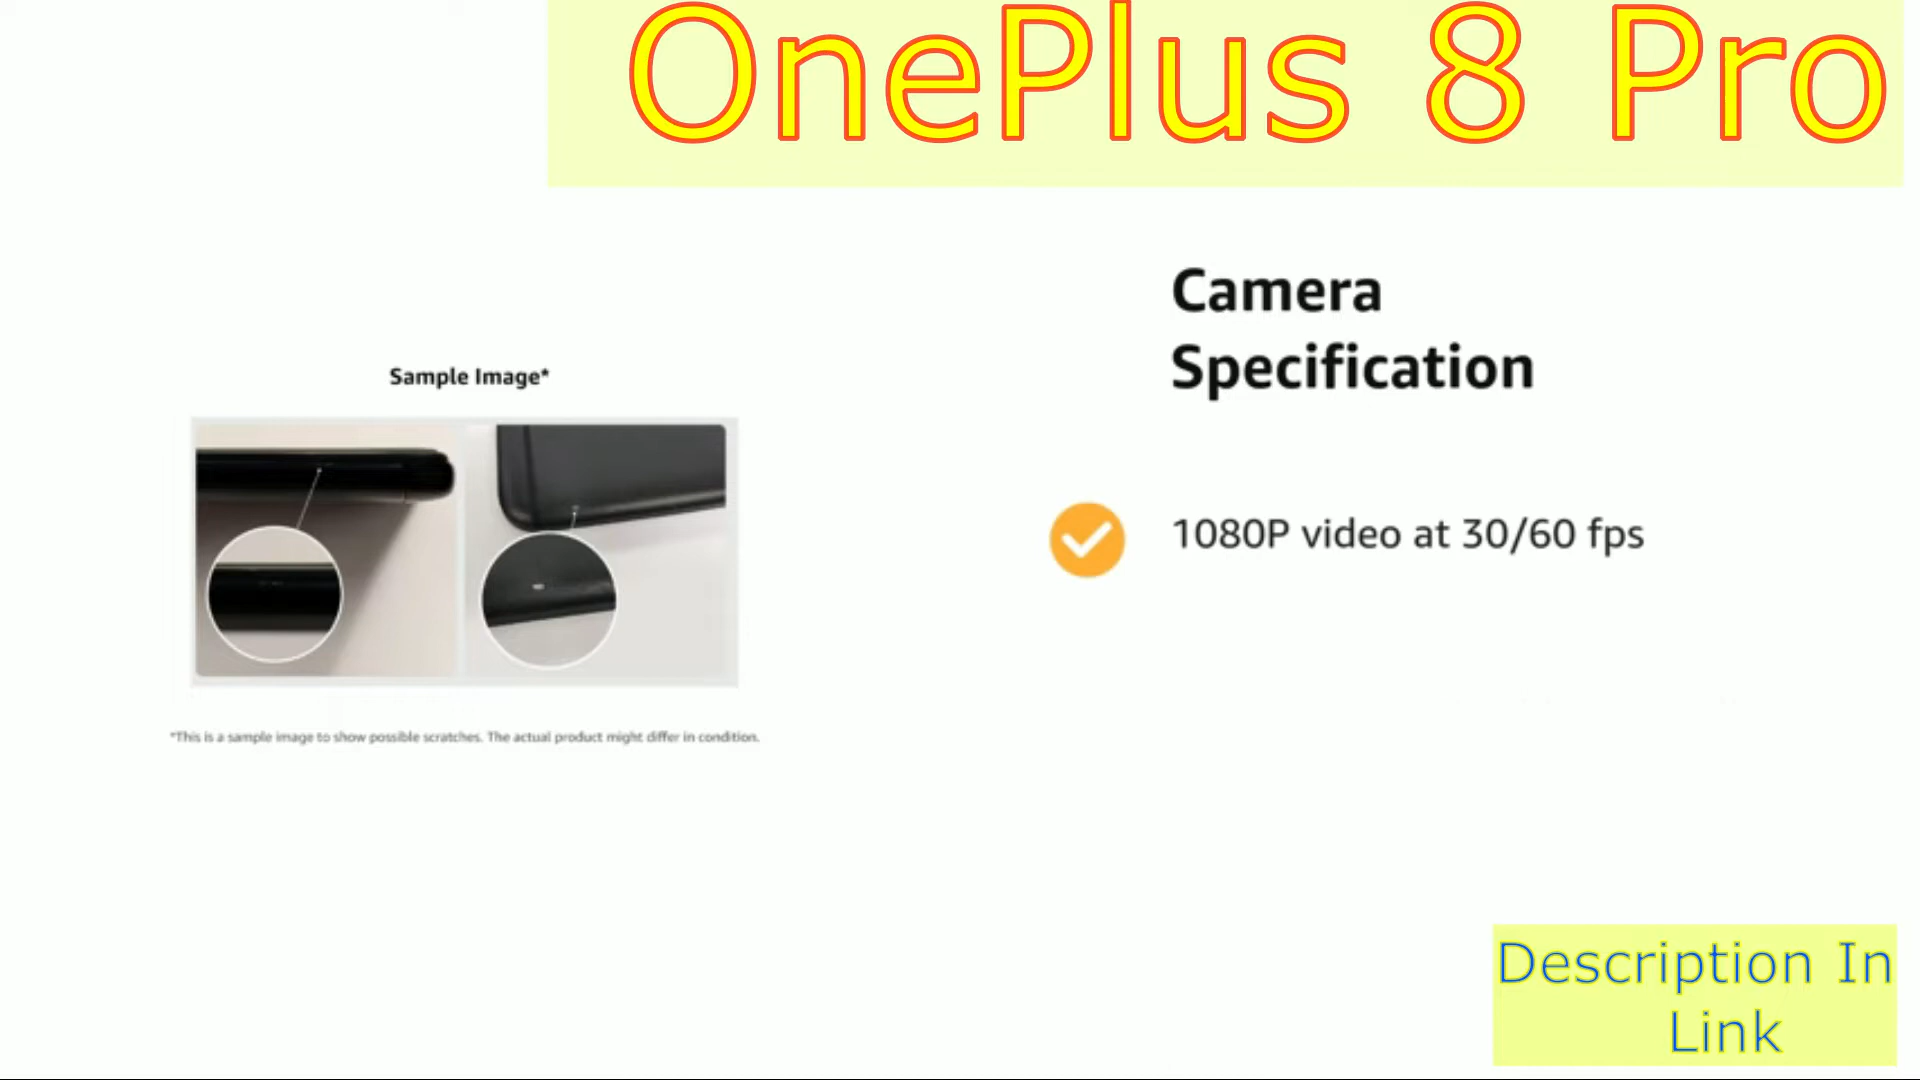 OnePlus 8 Pro
Camera
Specification
Sample Image*
1080P video at 30/60 fps
*This is a sample image to show possible scratches. The actual product might differ in condition.
Description In
Link